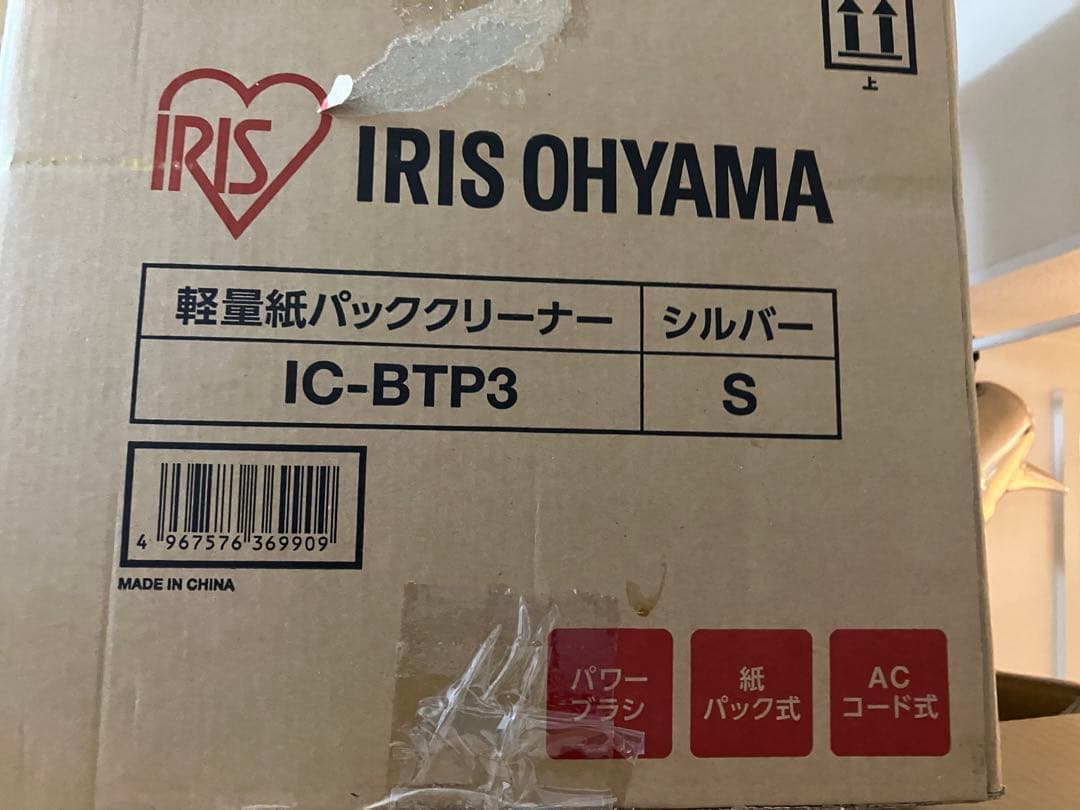 上
IRIS
IRIS OHYAMA
軽量紙パッククリーナー
シルバー
IC-BTP3
S
4 967576 369909
MADE IN CHINA
パワー
ブラシ
紙
パック式
AC
コード式